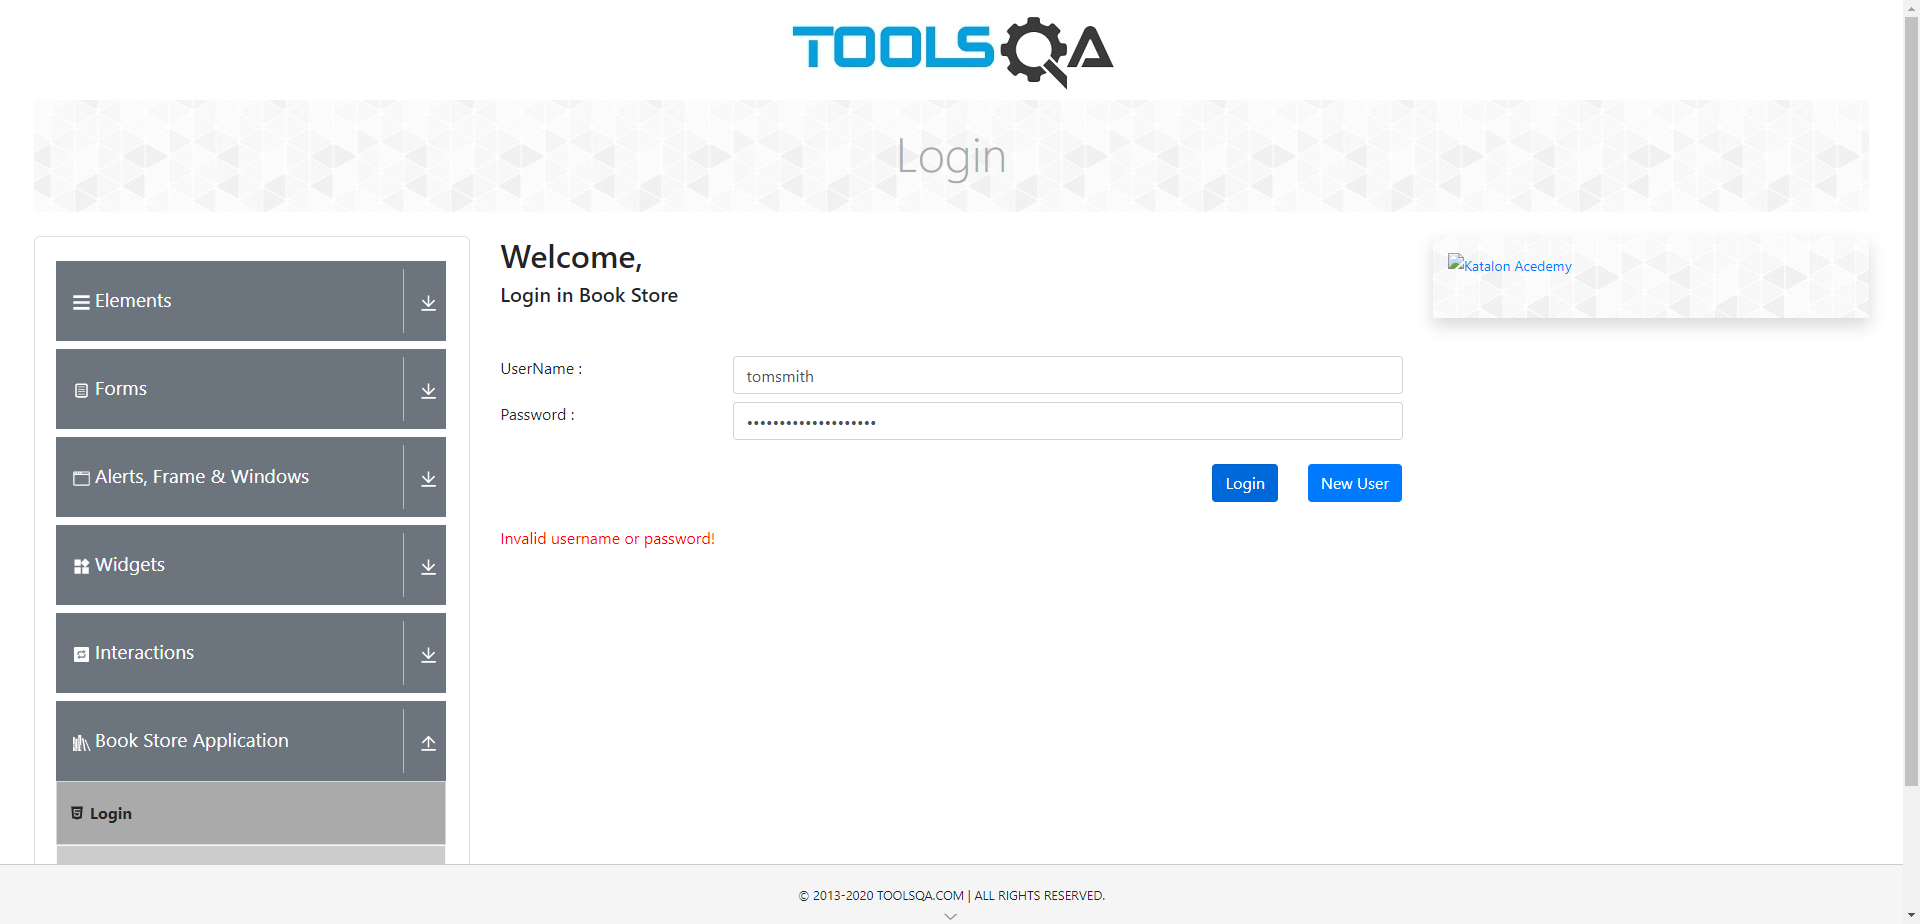 TOOLSQA
Login
Elements
Forms
Alerts, Frame & Windows
Widgets
Interactions
Book Store Application
Login
Welcome,
Login in Book Store
UserName :
tomsmith
Password :
••••••••••••••••••••
Login
New User
Invalid username or password!
Katalon Acedemy
© 2013-2020 TOOLSQA.COM | ALL RIGHTS RESERVED.